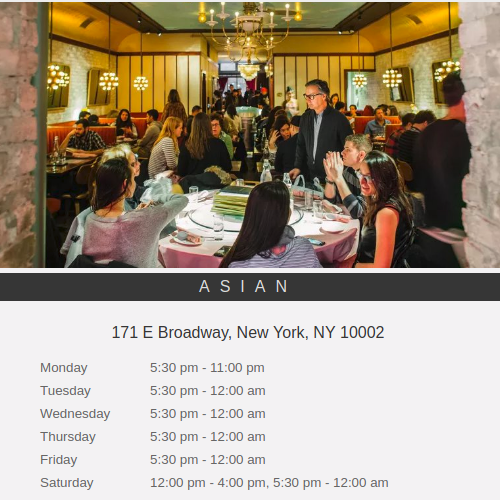 ASIAN
171 E Broadway, New York, NY 10002
Monday 5:30 pm - 11:00 pm
Tuesday 5:30 pm - 12:00 am
Wednesday 5:30 pm - 12:00 am
Thursday 5:30 pm - 12:00 am
Friday 5:30 pm - 12:00 am
Saturday 12:00 pm - 4:00 pm, 5:30 pm - 12:00 am